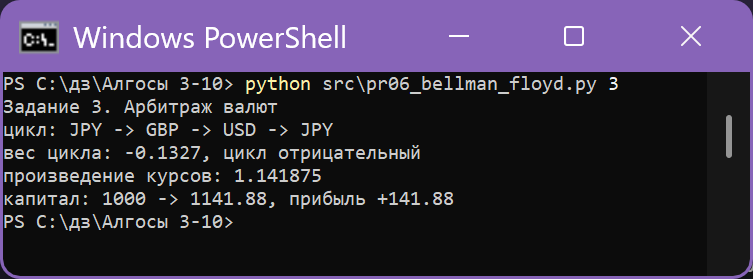 Windows PowerShell
PS C:\дз\Алгосы 3-10> python src\pr06_bellman_floyd.py 3
Задание 3. Арбитраж валют
цикл: JPY -> GBP -> USD -> JPY
вес цикла: -0.1327, цикл отрицательный
произведение курсов: 1.141875
капитал: 1000 -> 1141.88, прибыль +141.88
PS C:\дз\Алгосы 3-10>